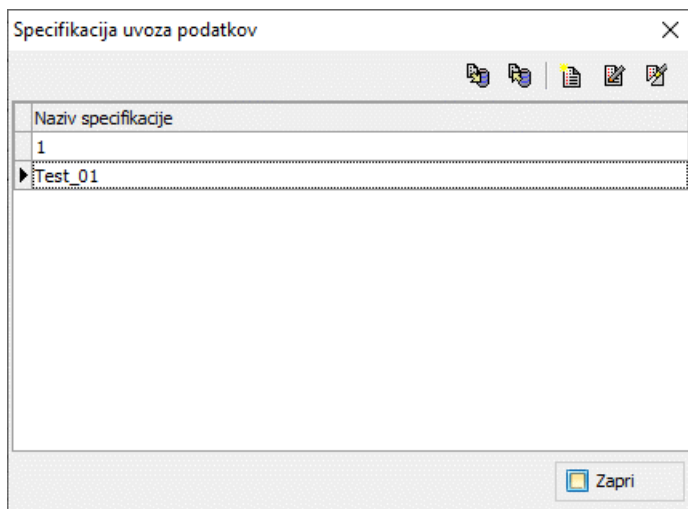 Specifikacija uvoza podatkov
Naziv specifikacije
1
Test_01
Zapri